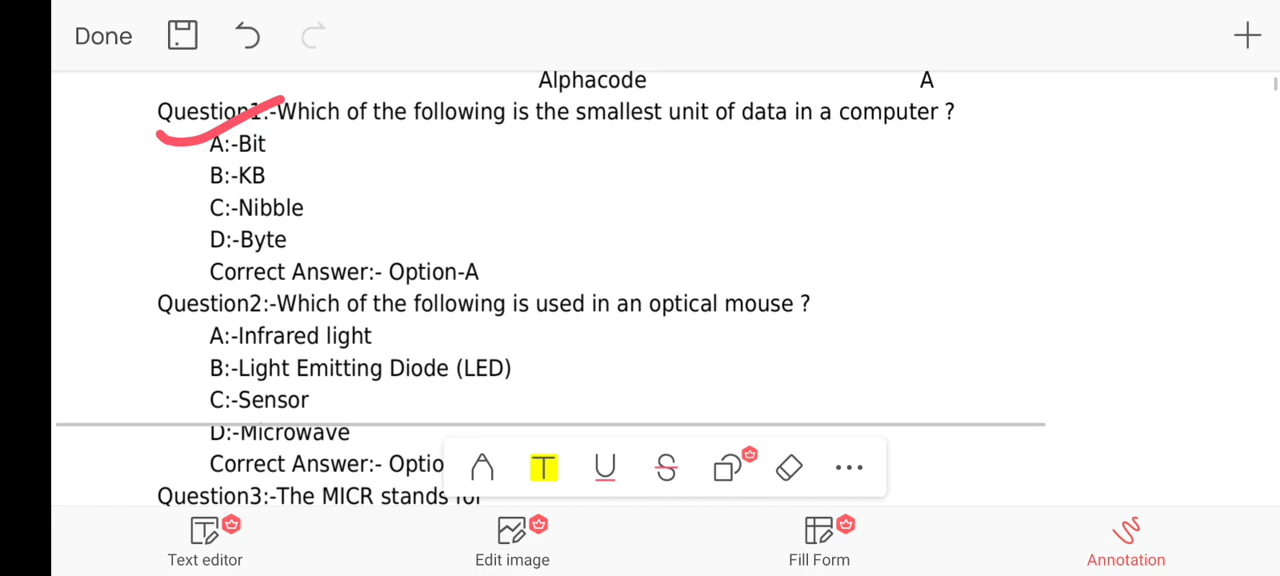 Done
Alphacode A
Question1:-Which of the following is the smallest unit of data in a computer ?
A:-Bit
B:-KB
C:-Nibble
D:-Byte
Correct Answer:- Option-A
Question2:-Which of the following is used in an optical mouse ?
A:-Infrared light
B:-Light Emitting Diode (LED)
C:-Sensor
D:-Microwave
Correct Answer:- Optio
Question3:-The MICR stands for
Text editor Edit image Fill Form Annotation